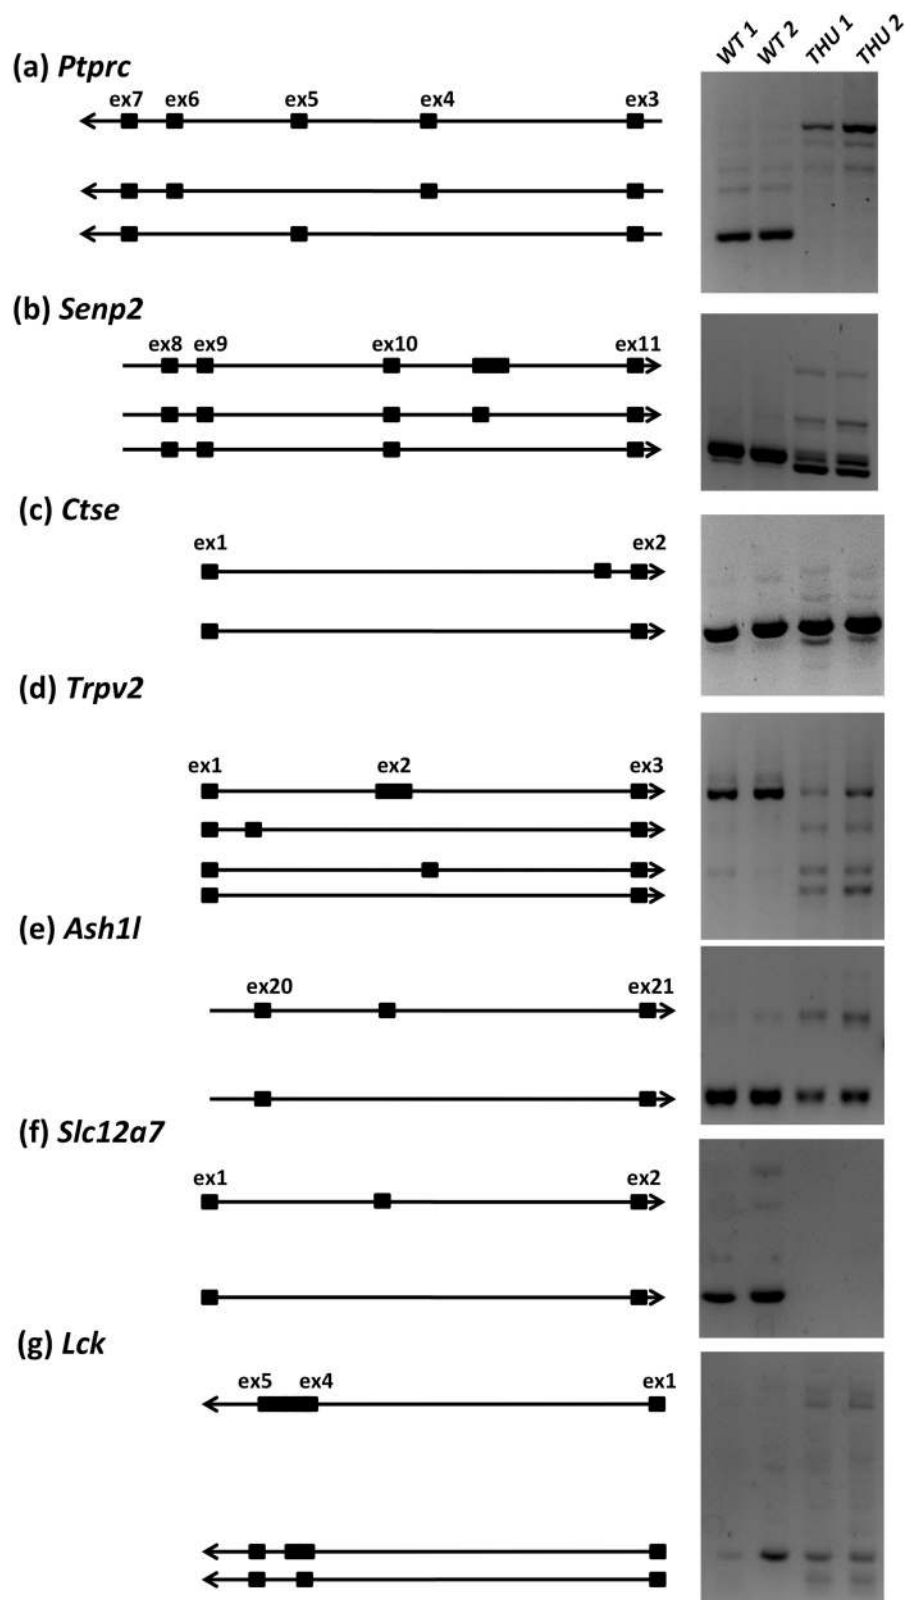 WT 1 WT 2 THU 1 THU 2
(a) Ptprc
ex7 ex6 ex5 ex4 ex3
(b) Senp2
ex8 ex9 ex10 ex11
(c) Ctse
ex1 ex2
(d) Trpv2
ex1 ex2 ex3
(e) Ash1l
ex20 ex21
(f) Slc12a7
ex1 ex2
(g) Lck
ex5 ex4 ex1